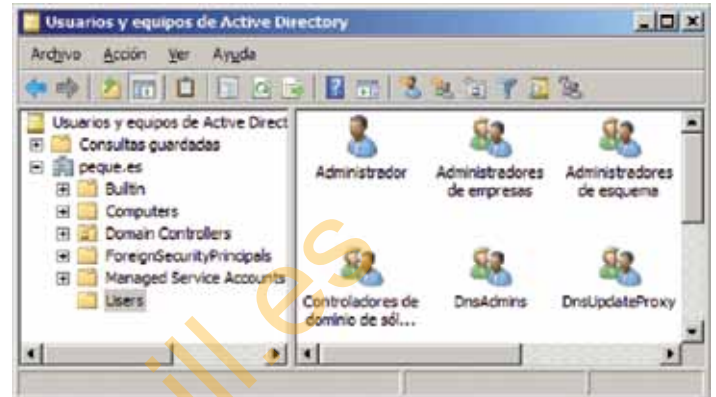 Usuarios y equipos de Active Directory
Archivo Acción Ver Ayuda
Usuarios y equipos de Active Direct
Consultas guardadas
peque.es
Builtin
Computers
Domain Controllers
ForeignSecurityPrincipals
Managed Service Accounts
Users
Administrador
Administradores
de empresas
Administradores
de esquema
Controladores de
dominio de sól...
DnsAdmins
DnsUpdateProxy
ill es